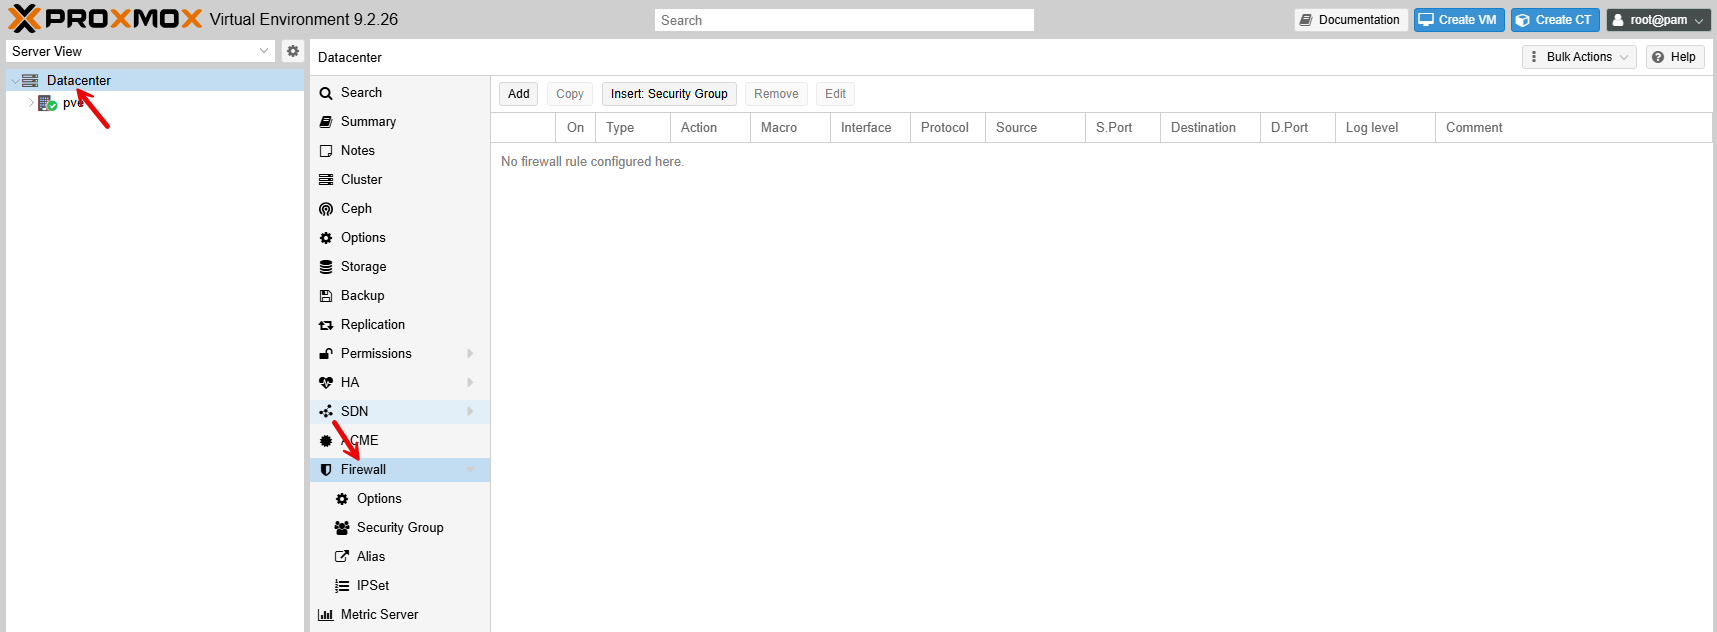 PROXMOX Virtual Environment 9.2.26
Search
Documentation
Create VM
Create CT
root@pam
Server View
Datacenter
pve
Datacenter
Bulk Actions
Help
Search
Summary
Notes
Cluster
Ceph
Options
Storage
Backup
Replication
Permissions
HA
SDN
ACME
Firewall
Options
Security Group
Alias
IPSet
Metric Server
Add
Copy
Insert: Security Group
Remove
Edit
On
Type
Action
Macro
Interface
Protocol
Source
S.Port
Destination
D.Port
Log level
Comment
No firewall rule configured here.